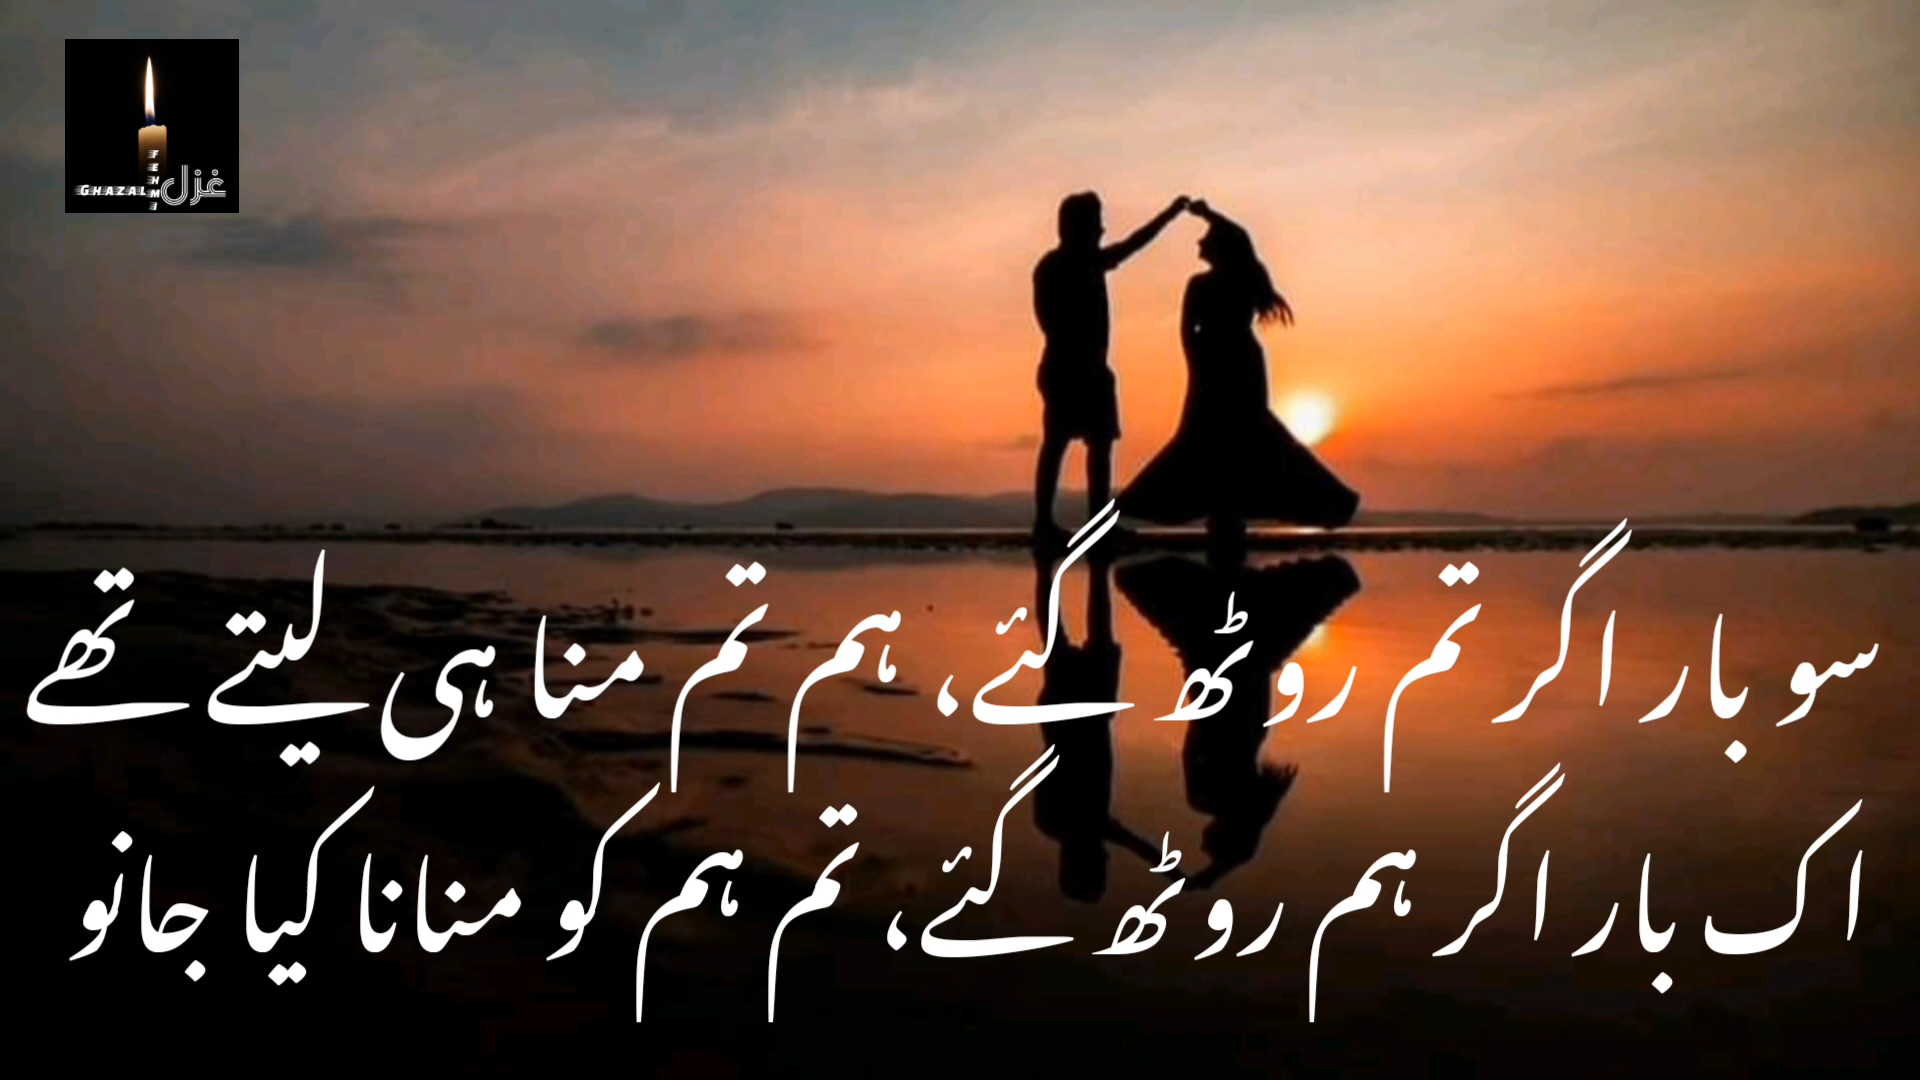 GHAZAL
FEHMI
غزل
سو بار اگر تم روٹھ گئے، ہم تم منا ہی لیتے تھے
اک بار اگر ہم روٹھ گئے، تم ہم کو منانا کیا جانو